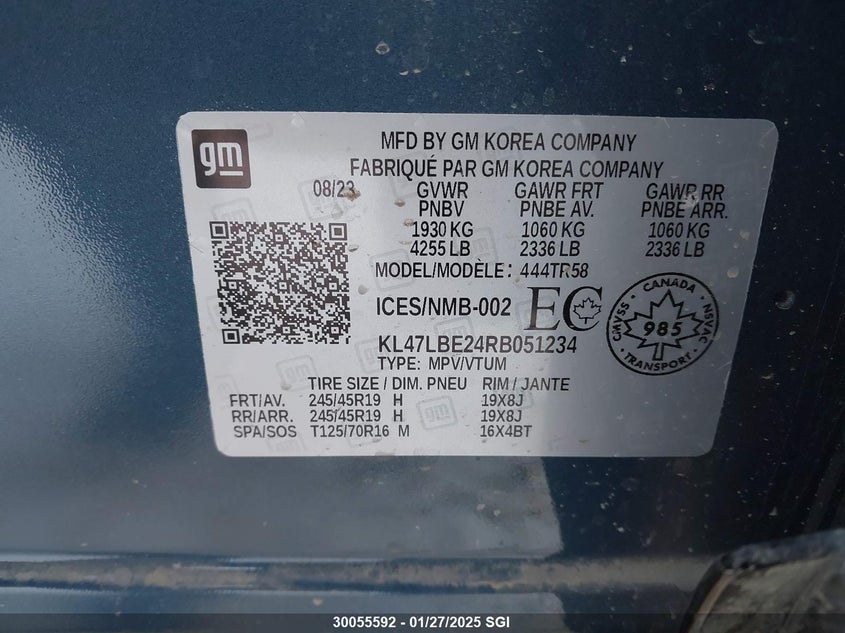 gm
MFD BY GM KOREA COMPANY
FABRIQUÉ PAR GM KOREA COMPANY
08/23 GVWR GAWR FRT GAWR RR
PNBV PNBE AV. PNBE ARR.
1930 KG 1060 KG 1060 KG
4255 LB 2336 LB 2336 LB
MODEL/MODÈLE: 444TR58
ICES/NMB-002 EC
CANADA
CMVSS 985 NSVAC
TRANSPORT
KL47LBE24RB051234
TYPE: MPV/VTUM
TIRE SIZE / DIM. PNEU RIM / JANTE
FRT/AV. 245/45R19 H 19X8J
RR/ARR. 245/45R19 H 19X8J
SPA/SOS T125/70R16 M 16X4BT
30055592 - 01/27/2025 SGI